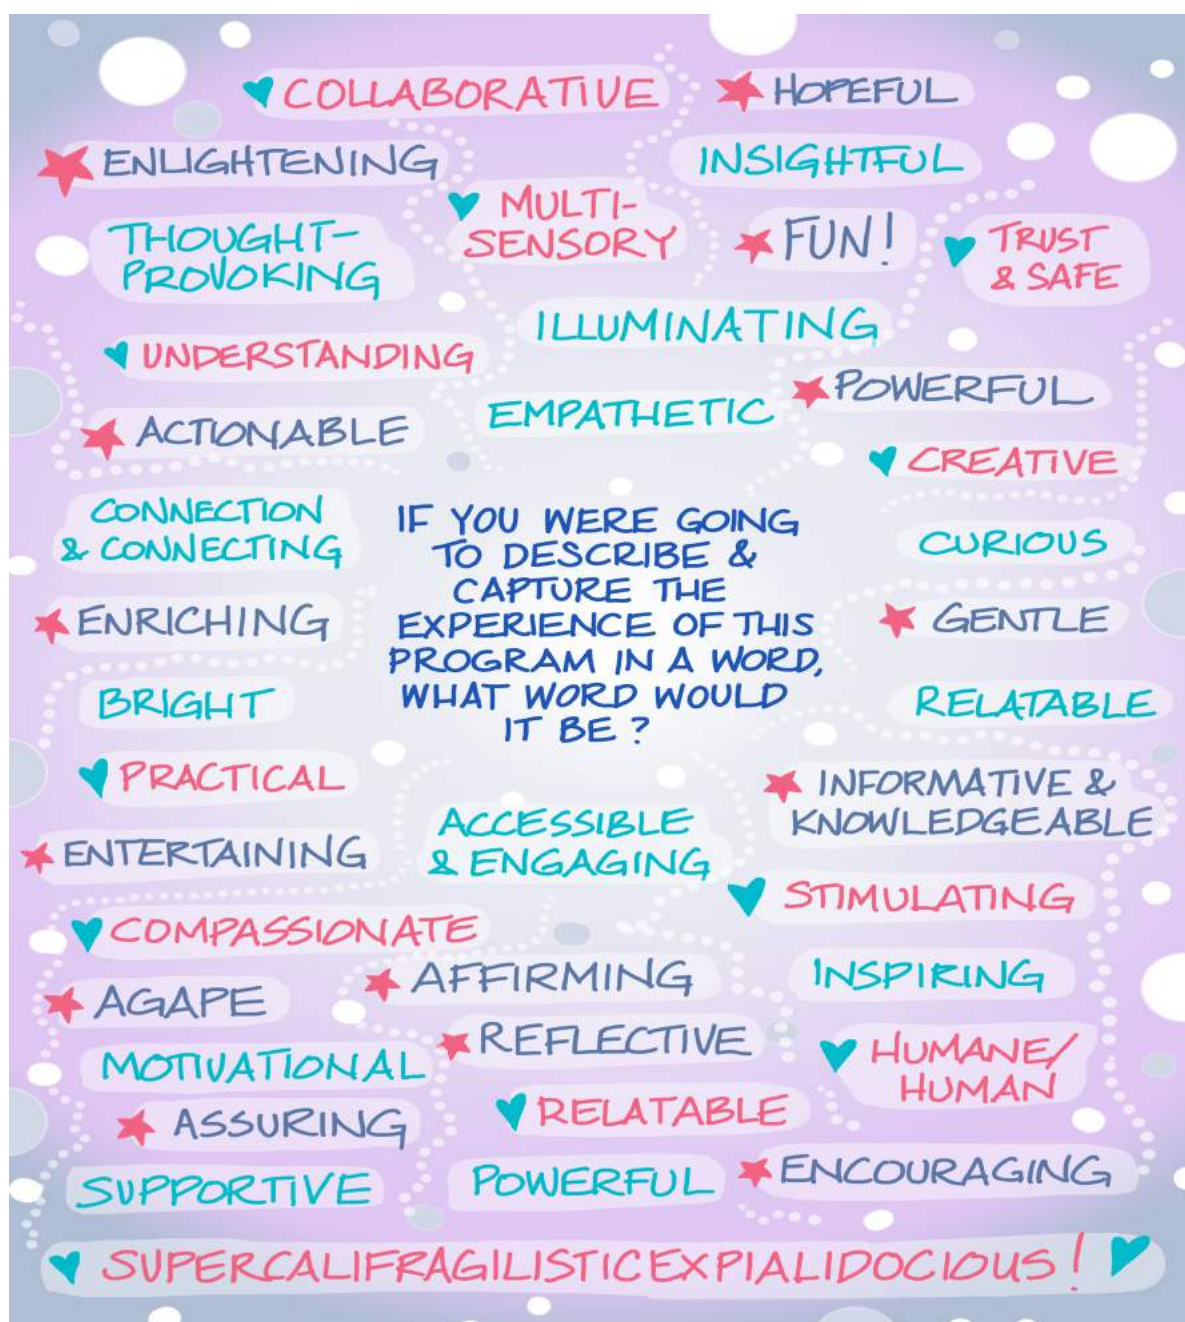 COLLABORATIVE
HOPEFUL
ENLIGHTENING
INSIGHTFUL
THOUGHT-
PROVOKING
MULTI-
SENSORY
FUN!
TRUST
& SAFE
ILLUMINATING
UNDERSTANDING
POWERFUL
EMPATHETIC
ACTIONABLE
CREATIVE
CONNECTION
& CONNECTING
IF YOU WERE GOING
TO DESCRIBE &
CAPTURE THE
EXPERIENCE OF THIS
PROGRAM IN A WORD,
WHAT WORD WOULD
IT BE?
CURIOUS
ENRICHING
GENTLE
BRIGHT
RELATABLE
PRACTICAL
INFORMATIVE &
KNOWLEDGEABLE
ENTERTAINING
ACCESSIBLE
& ENGAGING
STIMULATING
COMPASSIONATE
AFFIRMING
INSPIRING
AGAPE
REFLECTIVE
HUMANE/
HUMAN
MOTIVATIONAL
RELATABLE
ASSURING
SUPPORTIVE
POWERFUL
ENCOURAGING
SUPERCALIFRAGILISTICEXPIALIDOCIOUS!